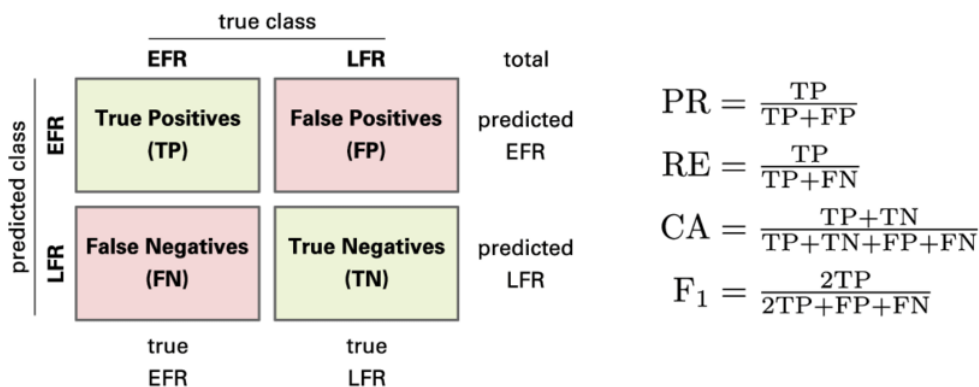 true class
EFR LFR total
predicted class
EFR
True Positives
(TP)
False Positives
(FP)
predicted
EFR
LFR
False Negatives
(FN)
True Negatives
(TN)
predicted
LFR
true
EFR
true
LFR
PR = TP / TP+FP
RE = TP / TP+FN
CA = TP+TN / TP+TN+FP+FN
F₁ = 2TP / 2TP+FP+FN